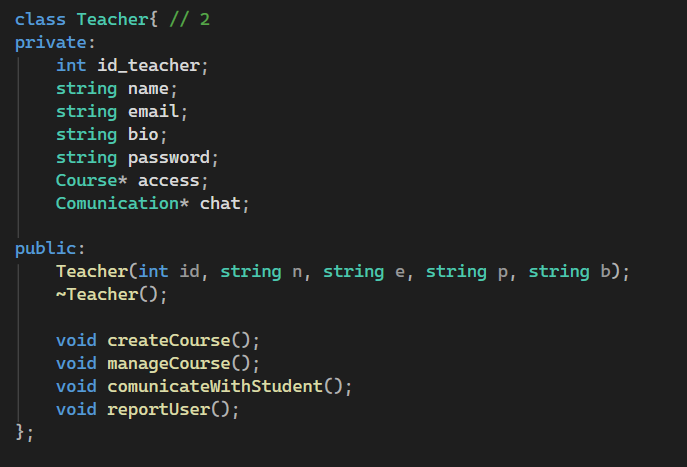 class Teacher{ // 2
private:
    int id_teacher;
    string name;
    string email;
    string bio;
    string password;
    Course* access;
    Comunication* chat;

public:
    Teacher(int id, string n, string e, string p, string b);
    ~Teacher();

    void createCourse();
    void manageCourse();
    void comunicateWithStudent();
    void reportUser();
};